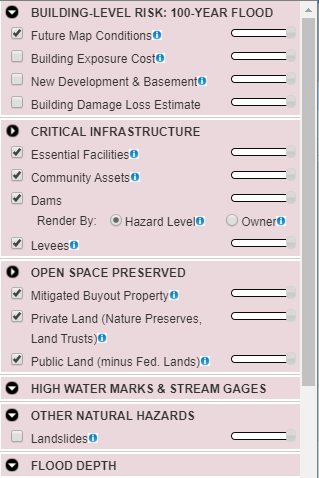 BUILDING-LEVEL RISK: 100-YEAR FLOOD
Future Map Conditions
Building Exposure Cost
New Development & Basement
Building Damage Loss Estimate
CRITICAL INFRASTRUCTURE
Essential Facilities
Community Assets
Dams
Render By: Hazard Level Owner
Levees
OPEN SPACE PRESERVED
Mitigated Buyout Property
Private Land (Nature Preserves,
Land Trusts)
Public Land (minus Fed. Lands)
HIGH WATER MARKS & STREAM GAGES
OTHER NATURAL HAZARDS
Landslides
FLOOD DEPTH